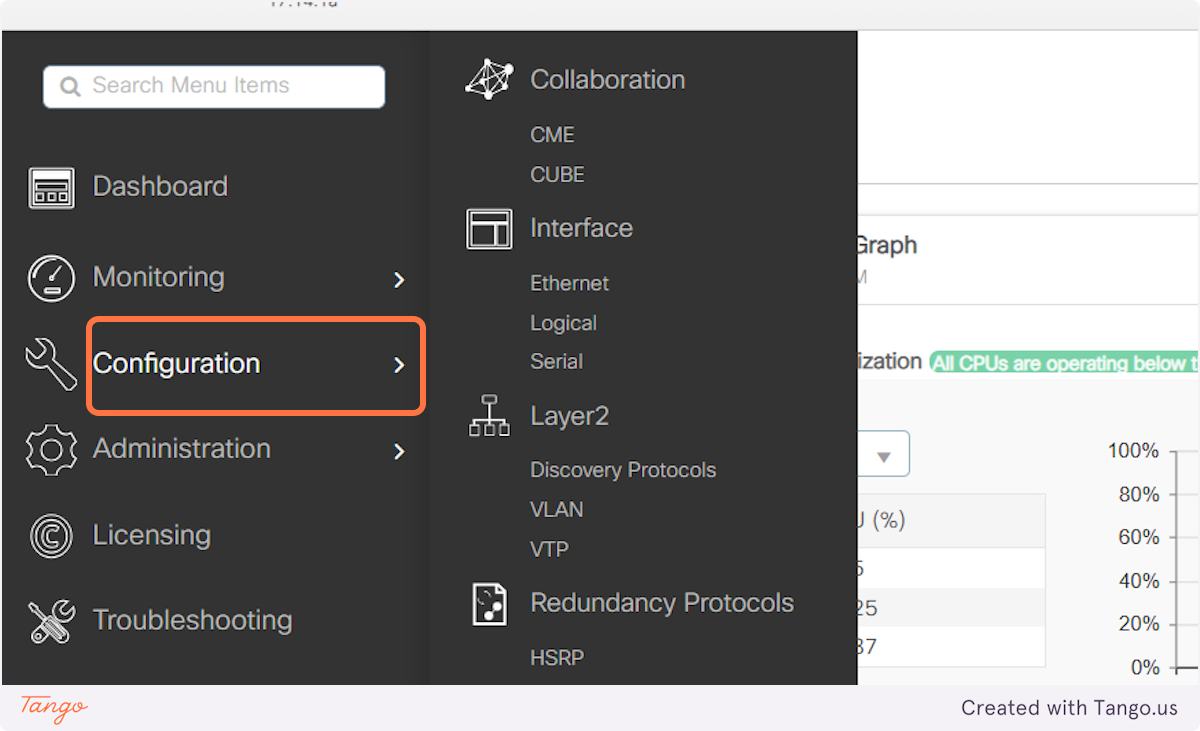 Search Menu Items
Dashboard
Monitoring
Configuration
Administration
Licensing
Troubleshooting
Collaboration
CME
CUBE
Interface
Ethernet
Logical
Serial
Layer2
Discovery Protocols
VLAN
VTP
Redundancy Protocols
HSRP
Graph
M
ization All CPUs are operating below t
(%)
100%
80%
60%
40%
20%
0%
25
37
Tango
Created with Tango.us